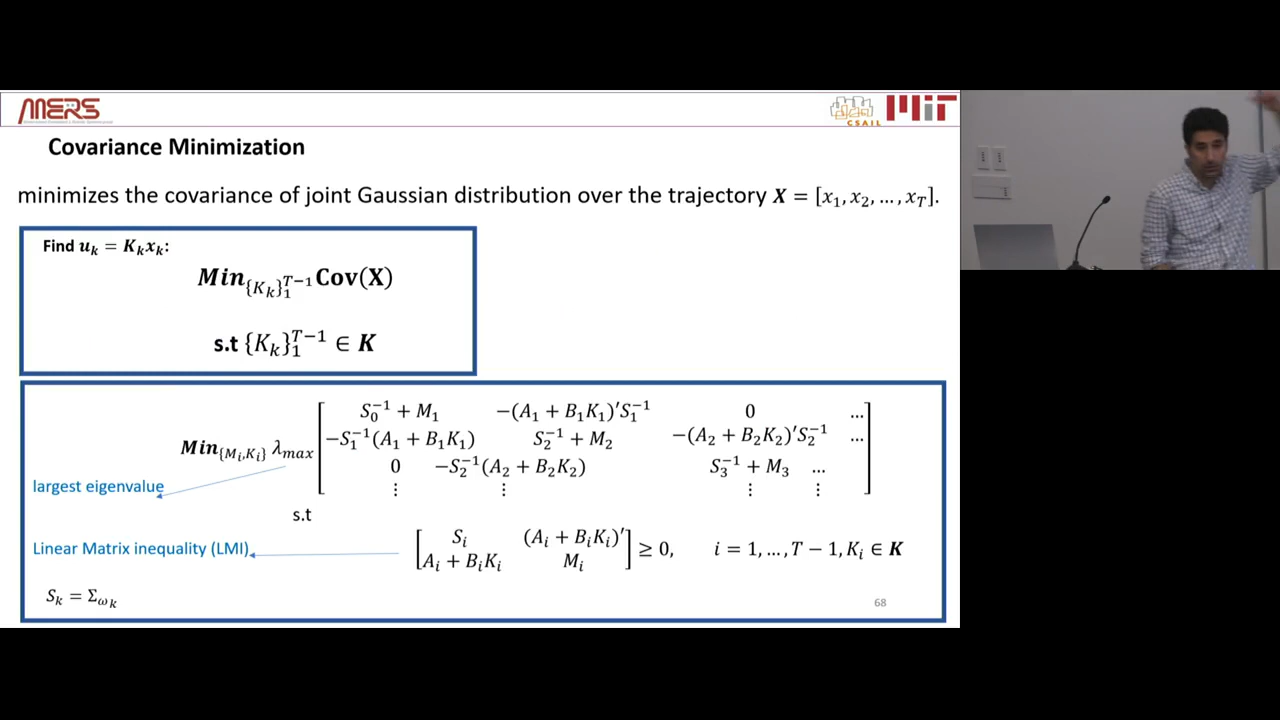 MERS
CSAIL
MIT
Covariance Minimization
minimizes the covariance of joint Gaussian distribution over the trajectory X = [x₁, x₂, …, x_T].
Find u_k = K_k x_k:
Min_{{K_k}₁^{T−1}} Cov(X)
s.t {K_k}₁^{T−1} ∈ K
S₀⁻¹ + M₁ −(A₁ + B₁K₁)′S₁⁻¹ 0 …
Min_{{M_i,K_i}} λ_max −S₁⁻¹(A₁ + B₁K₁) S₂⁻¹ + M₂ −(A₂ + B₂K₂)′S₂⁻¹ …
0 −S₂⁻¹(A₂ + B₂K₂) S₃⁻¹ + M₃ …
largest eigenvalue ⋮ ⋮ ⋮ ⋮
s.t
Linear Matrix inequality (LMI) [S_i (A_i + B_iK_i)′ ; A_i + B_iK_i M_i] ≥ 0, i = 1, …, T − 1, K_i ∈ K
S_k = Σ_{ω_k}
68